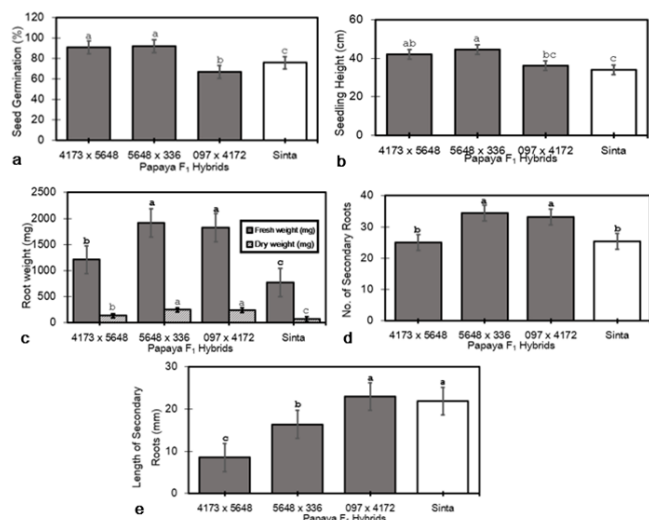 Seed Germination (%)
120
100
80
60
40
20
0
a
a
b
c
4173 x 5648
5648 x 336
097 x 4172
Sinta
Papaya F₁ Hybrids
a
Seedling Height (cm)
60
40
20
0
ab
a
bc
c
4173 x 5648
5648 x 336
097 x 4172
Sinta
Papaya F₁ Hybrids
b
Root weight (mg)
2500
2000
1500
1000
500
0
b
b
a
a
a
a
c
c
Fresh weight (mg)
Dry weight (mg)
4173 x 5648
5648 x 336
097 x 4172
Sinta
Papaya F₁ Hybrids
c
No. of Secondary Roots
40
30
20
10
0
b
a
a
b
4173 x 5648
5648 x 336
097 x 4172
Sinta
Papaya F₁ Hybrids
d
Length of Secondary
Roots (mm)
30
20
10
0
c
b
a
a
4173 x 5648
5648 x 336
097 x 4172
Sinta
Papaya F₁ Hybrids
e